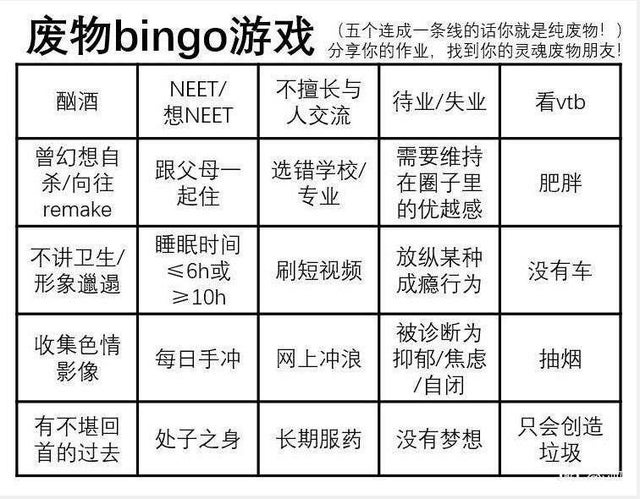 废物bingo游戏
（五个连成一条线的话你就是纯废物！）
分享你的作业，找到你的灵魂废物朋友!
酗酒
NEET/
想NEET
不擅长与
人交流
待业/失业
看vtb
曾幻想自
杀/向往
remake
跟父母一
起住
选错学校/
专业
需要维持
在圈子里
的优越感
肥胖
不讲卫生/
形象邋遢
睡眠时间
≤6h或
≥10h
刷短视频
放纵某种
成瘾行为
没有车
收集色情
影像
每日手冲
网上冲浪
被诊断为
抑郁/焦虑
/自闭
抽烟
有不堪回
首的过去
处子之身
长期服药
没有梦想
只会创造
垃圾